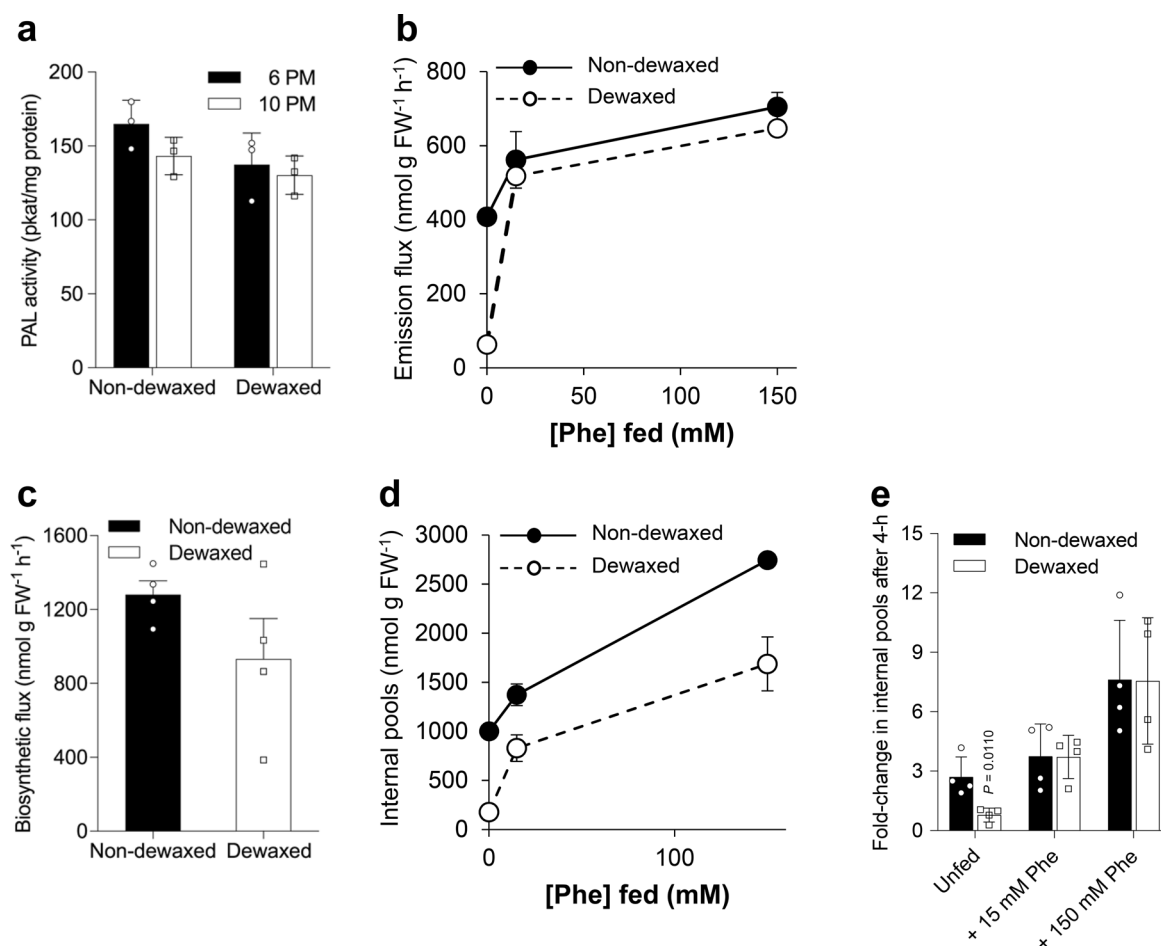 a
PAL activity (pkat/mg protein)
200
150
100
50
0
6 PM
10 PM
Non-dewaxed
Dewaxed
b
Emission flux (nmol g FW⁻¹ h⁻¹)
800
600
400
200
0
Non-dewaxed
Dewaxed
0
50
100
150
[Phe] fed (mM)
c
Biosynthetic flux (nmol g FW⁻¹ h⁻¹)
1600
1200
800
400
0
Non-dewaxed
Dewaxed
Non-dewaxed
Dewaxed
d
Internal pools (nmol g FW⁻¹)
3000
2500
2000
1500
1000
500
0
Non-dewaxed
Dewaxed
0
100
[Phe] fed (mM)
e
Fold-change in internal pools after 4-h
15
12
9
6
3
0
Non-dewaxed
Dewaxed
P = 0.0110
Unfed
+ 15 mM Phe
+ 150 mM Phe